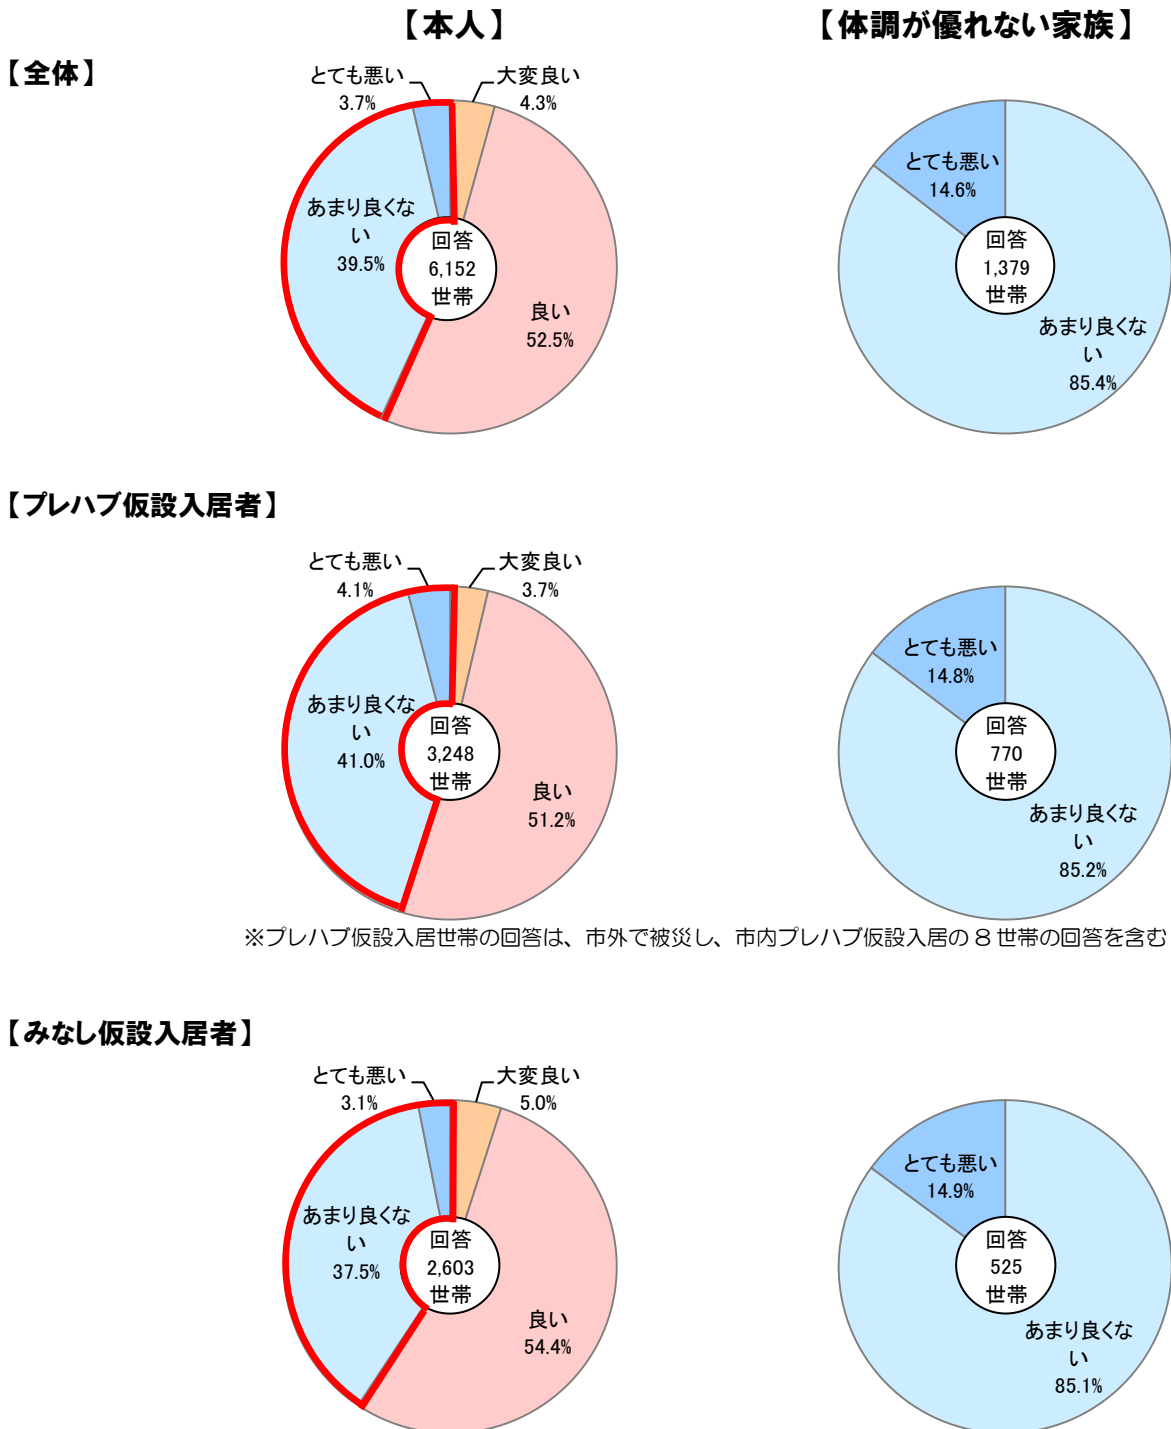 【本人】
【体調が優れない家族】
【全体】
とても悪い
3.7%
大変良い
4.3%
あまり良くな
い
39.5%
回答
6,152
世帯
良い
52.5%
とても悪い
14.6%
回答
1,379
世帯
あまり良くな
い
85.4%
【プレハブ仮設入居者】
とても悪い
4.1%
大変良い
3.7%
あまり良くな
い
41.0%
回答
3,248
世帯
良い
51.2%
とても悪い
14.8%
回答
770
世帯
あまり良くな
い
85.2%
※プレハブ仮設入居世帯の回答は、市外で被災し、市内プレハブ仮設入居の8世帯の回答を含む
【みなし仮設入居者】
とても悪い
3.1%
大変良い
5.0%
あまり良くな
い
37.5%
回答
2,603
世帯
良い
54.4%
とても悪い
14.9%
回答
525
世帯
あまり良くな
い
85.1%